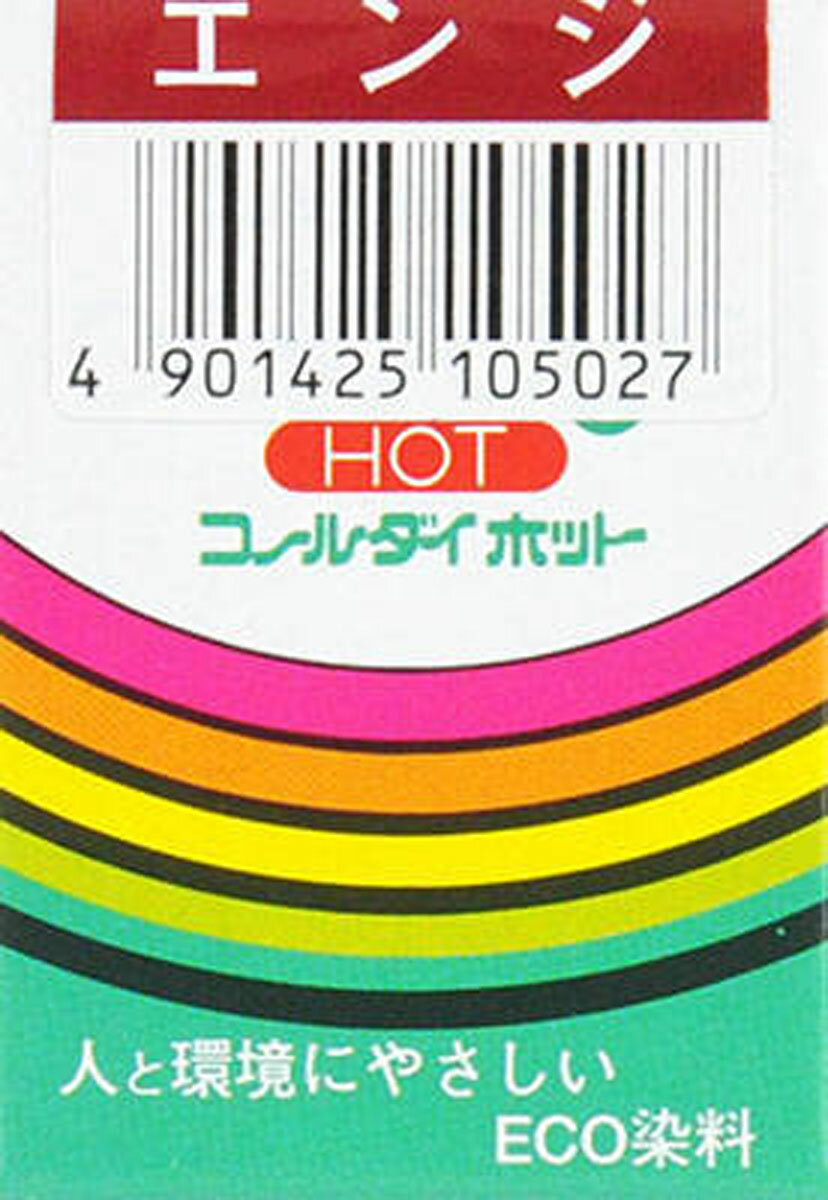 エンジ
4 901425 105027
HOT
コールダイホット
人と環境にやさしい
ECO染料